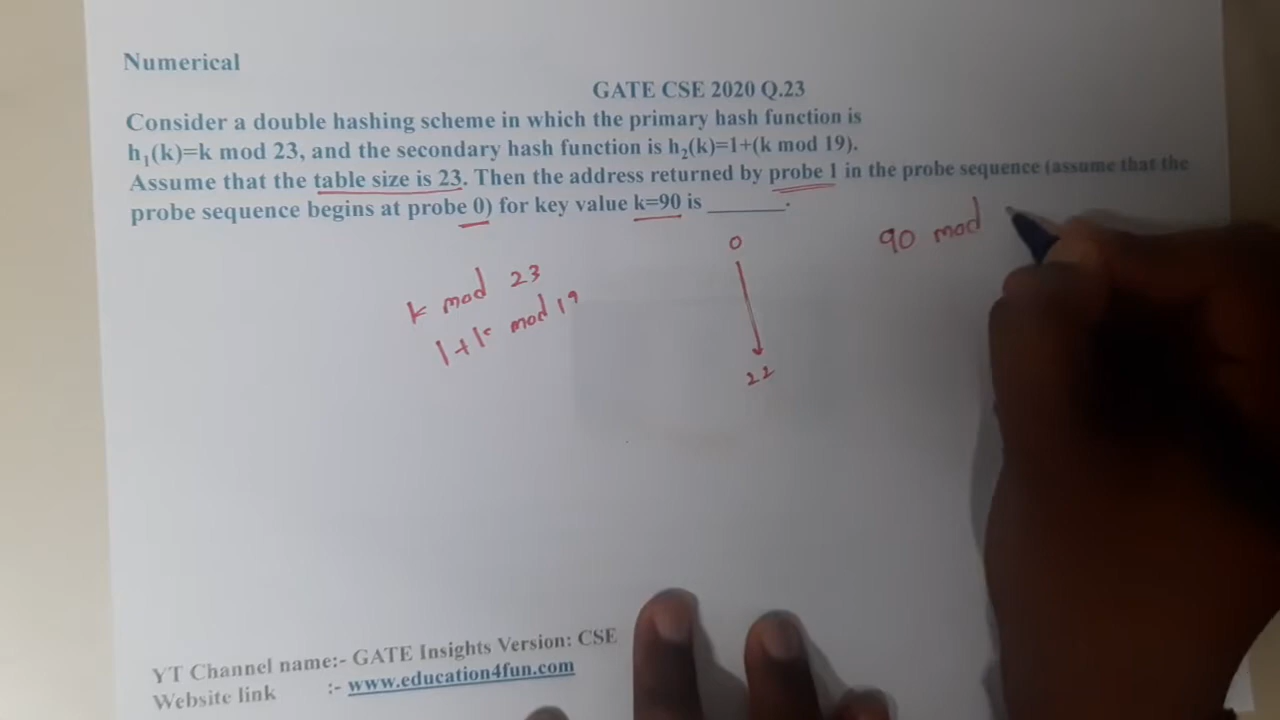 Numerical
GATE CSE 2020 Q.23
Consider a double hashing scheme in which the primary hash function is
h₁(k)=k mod 23, and the secondary hash function is h₂(k)=1+(k mod 19).
Assume that the table size is 23. Then the address returned by probe 1 in the probe sequence (assume that the
probe sequence begins at probe 0) for key value k=90 is ______.
90 mod
0
k mod 23
1+k mod 19
22
YT Channel name:- GATE Insights Version: CSE
Website link :- www.education4fun.com